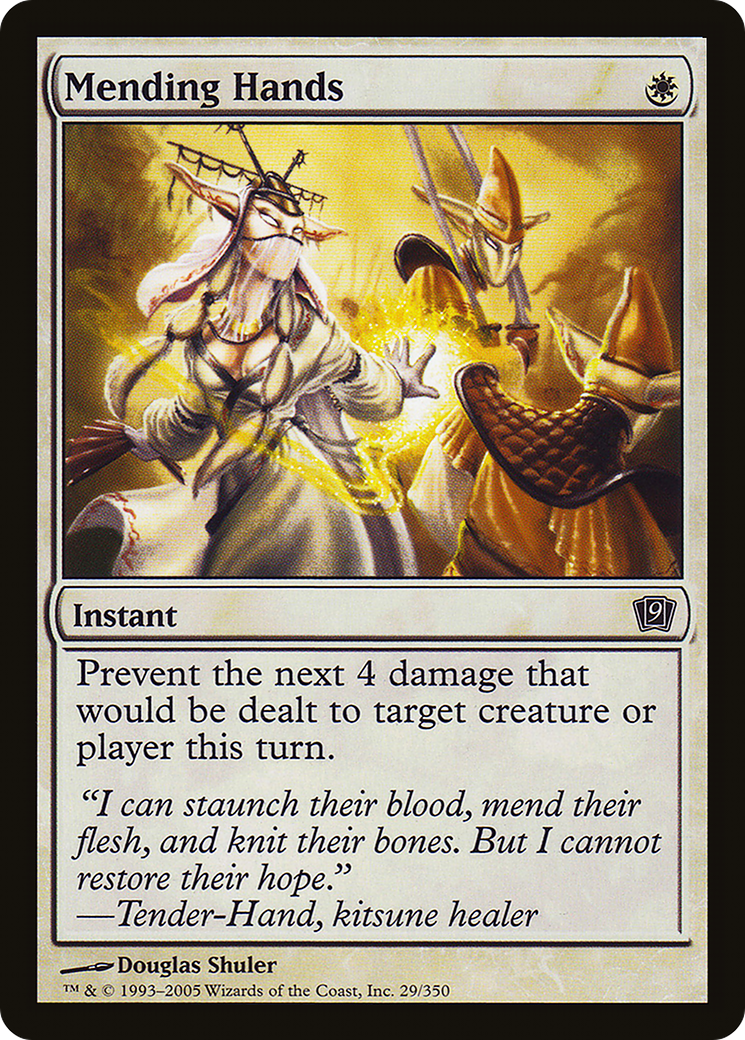 Mending Hands
Instant
9
Prevent the next 4 damage that
would be dealt to target creature or
player this turn.
“I can staunch their blood, mend their
flesh, and knit their bones. But I cannot
restore their hope.”
—Tender-Hand, kitsune healer
Douglas Shuler
™ & © 1993–2005 Wizards of the Coast, Inc. 29/350